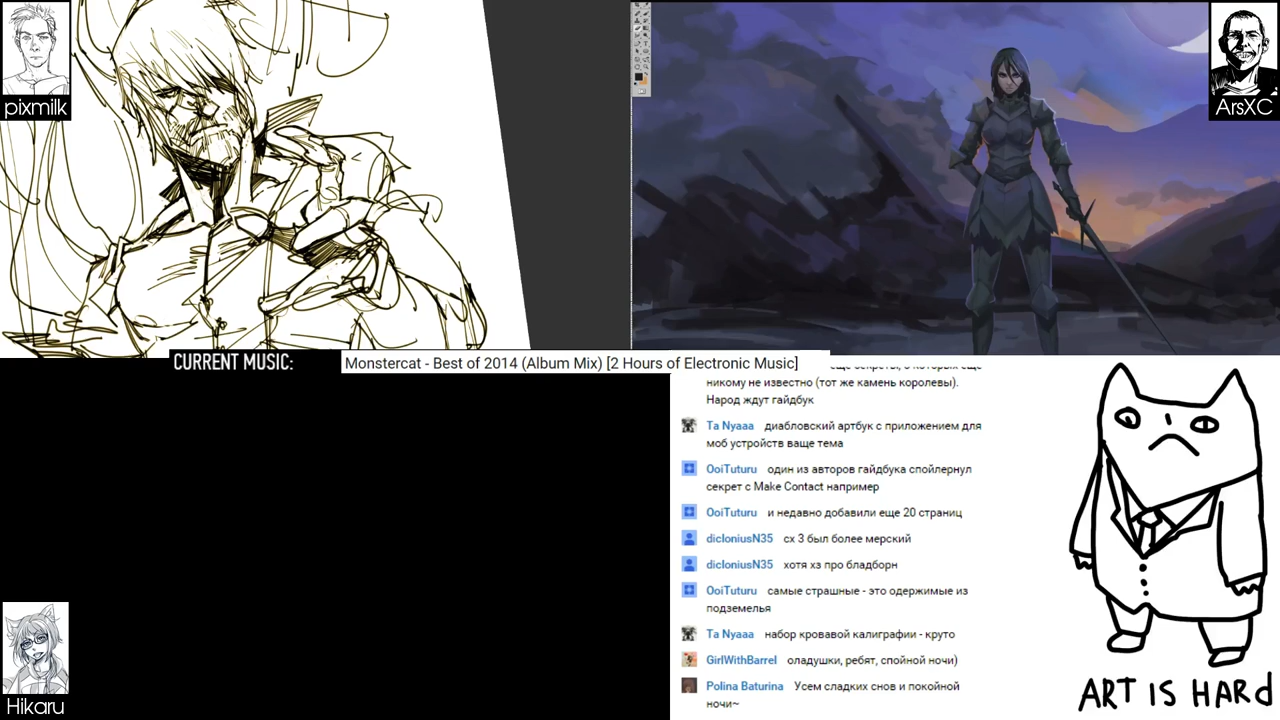 pixmilk
ArsXC
CURRENT MUSIC:
Monstercat - Best of 2014 (Album Mix) [2 Hours of Electronic Music]
никому не известно (тот же камень королевы).
Народ ждут гайдбук
Ta Nyaaa диабловский артбук с приложением для
моб устройств ваще тема
OoiTuturu один из авторов гайдбука спойлернул
секрет с Make Contact например
OoiTuturu и недавно добавили еще 20 страниц
dicloniusN35 сх 3 был более мерский
dicloniusN35 хотя хз про бладборн
OoiTuturu самые страшные - это одержимые из
подземелья
Ta Nyaaa набор кровавой калиграфии - круто
GirlWithBarrel оладушки, ребят, спойной ночи)
Polina Baturina Усем сладких снов и покойной
ночи~
Hikaru
ART IS HARd